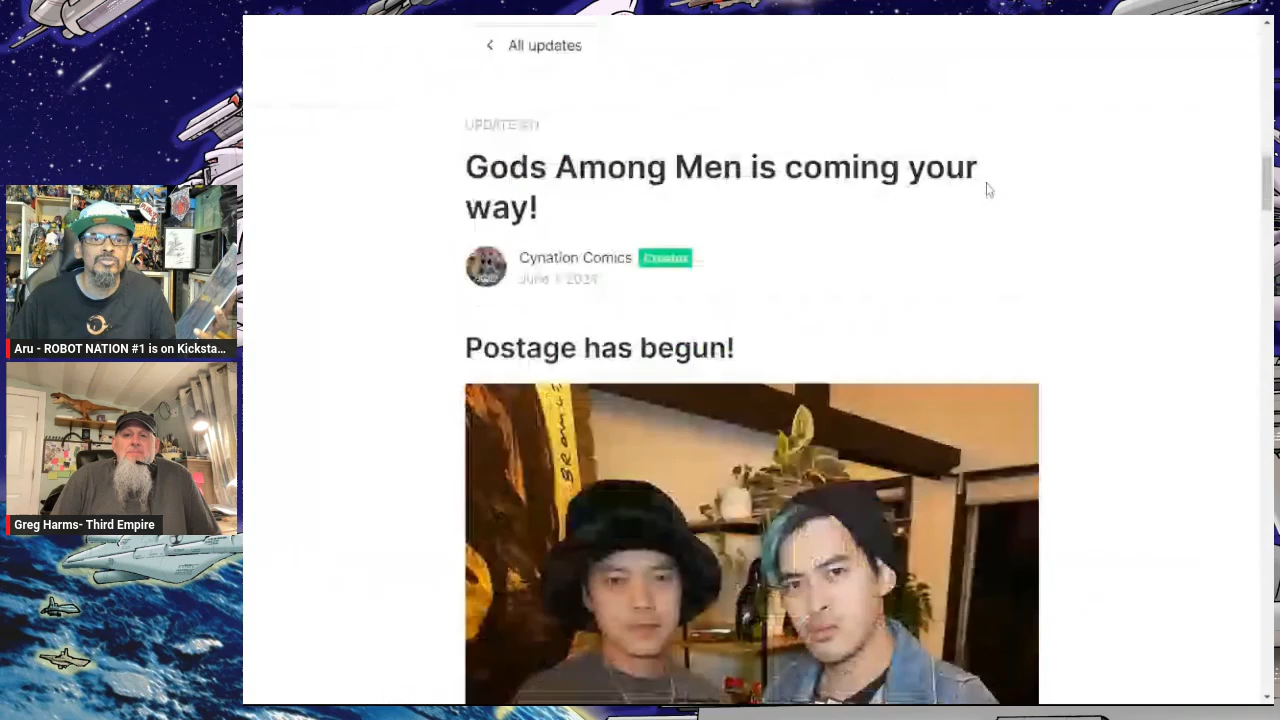 All updates
Gods Among Men is coming your
way!
Cynation Comics Creator
Postage has begun!
Aru - ROBOT NATION #1 is on Kicksta...
Greg Harms- Third Empire